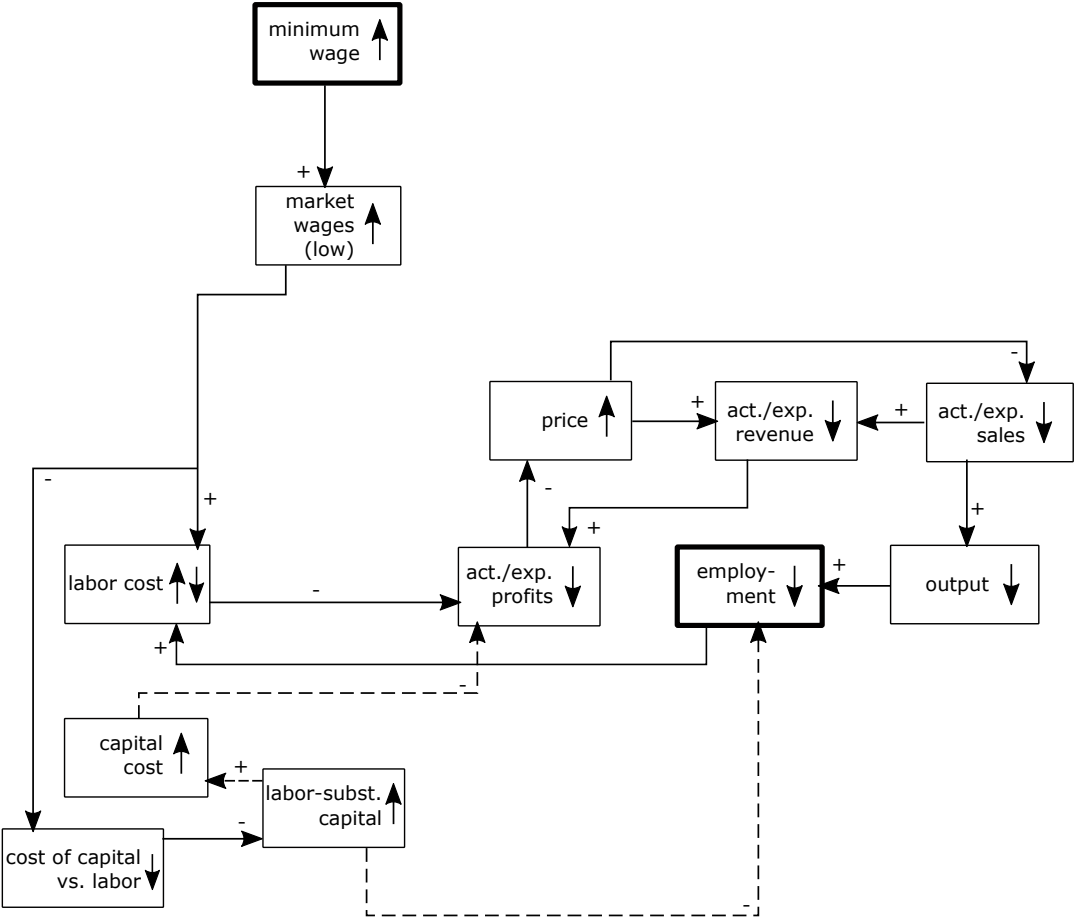 minimum
wage
+
market
wages
(low)
-
+
price
+
act./exp.
revenue
+
-
act./exp.
sales
-
+
+
labor cost
-
act./exp.
profits
employ-
ment
+
output
+
-
capital
cost
+
labor-subst.
capital
-
cost of capital
vs. labor
-